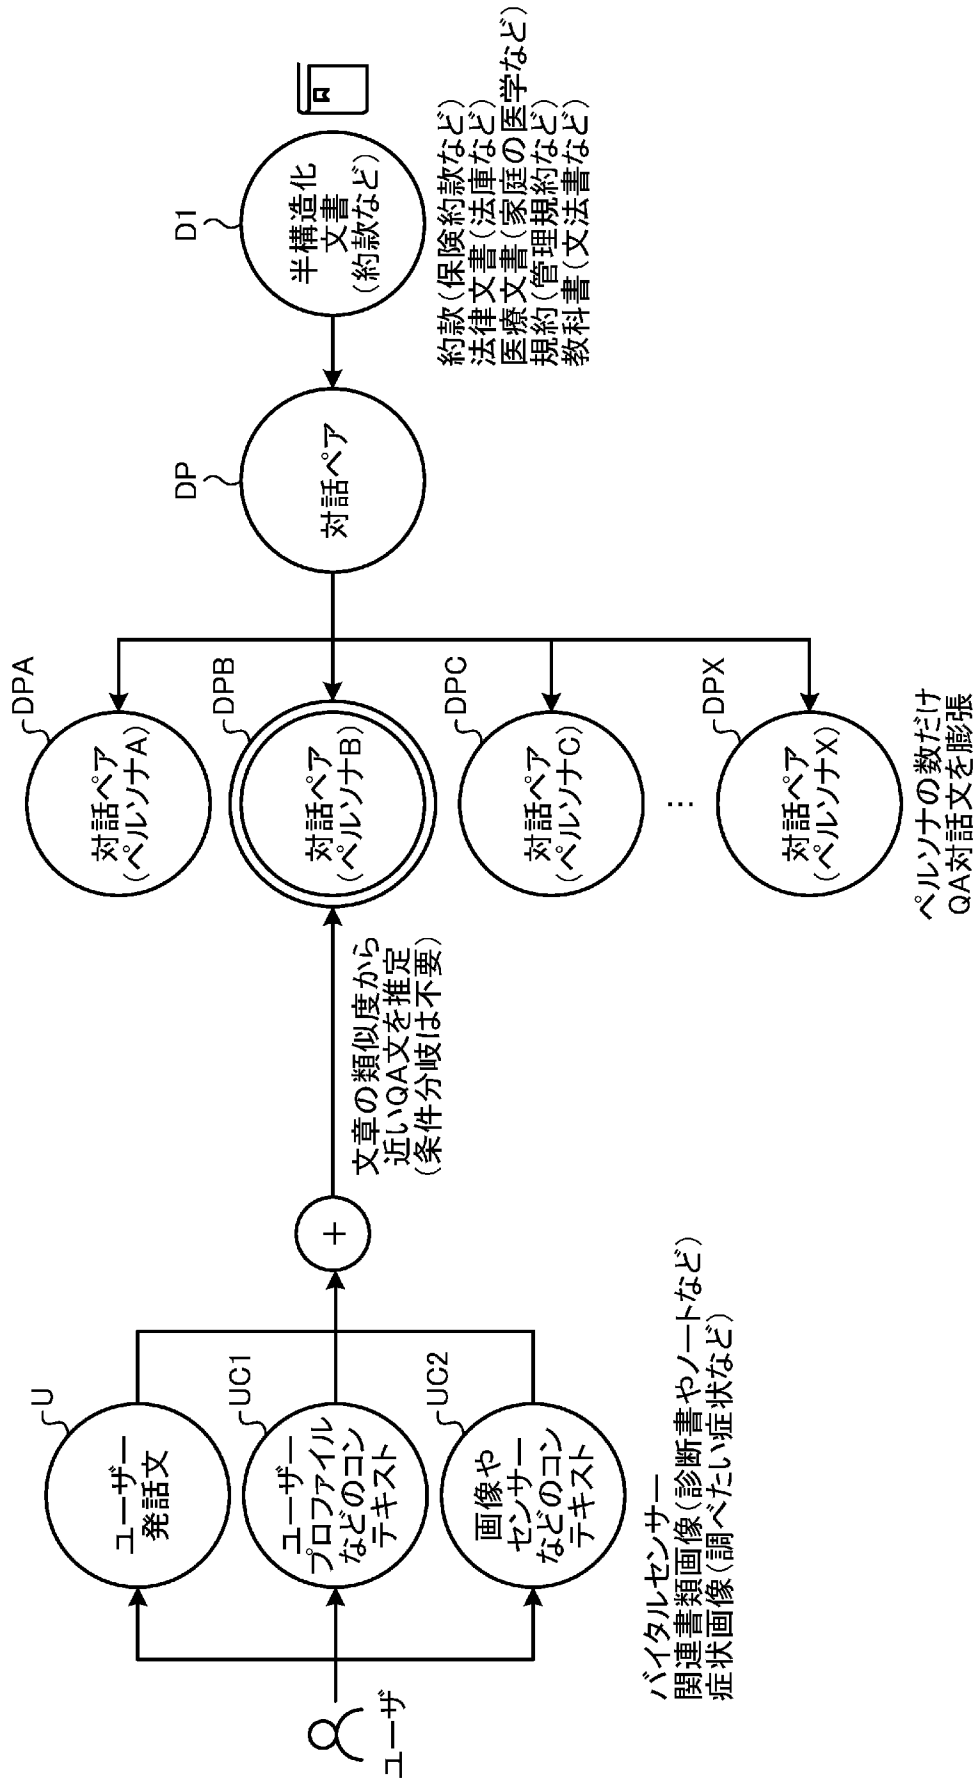 ユーザ
U
ユーザー
発話文
UC1
ユーザー
プロファイル
などのコン
テキスト
UC2
画像や
センサー
などのコン
テキスト
バイタルセンサー
関連書類画像(診断書やノートなど)
症状画像(調べたい症状など)
+
文章の類似度から
近いQA文を推定
(条件分岐は不要)
DPA
対話ペア
(ペルソナA)
DPB
対話ペア
(ペルソナB)
DPC
対話ペア
(ペルソナC)
…
DPX
対話ペア
(ペルソナX)
ペルソナの数だけ
QA対話文を膨張
DP
対話ペア
D1
半構造化
文書
(約款など)
約款(保険約款など)
法律文書(法庫など)
医療文書(家庭の医学など)
規約(管理規約など)
教科書(文法書など)